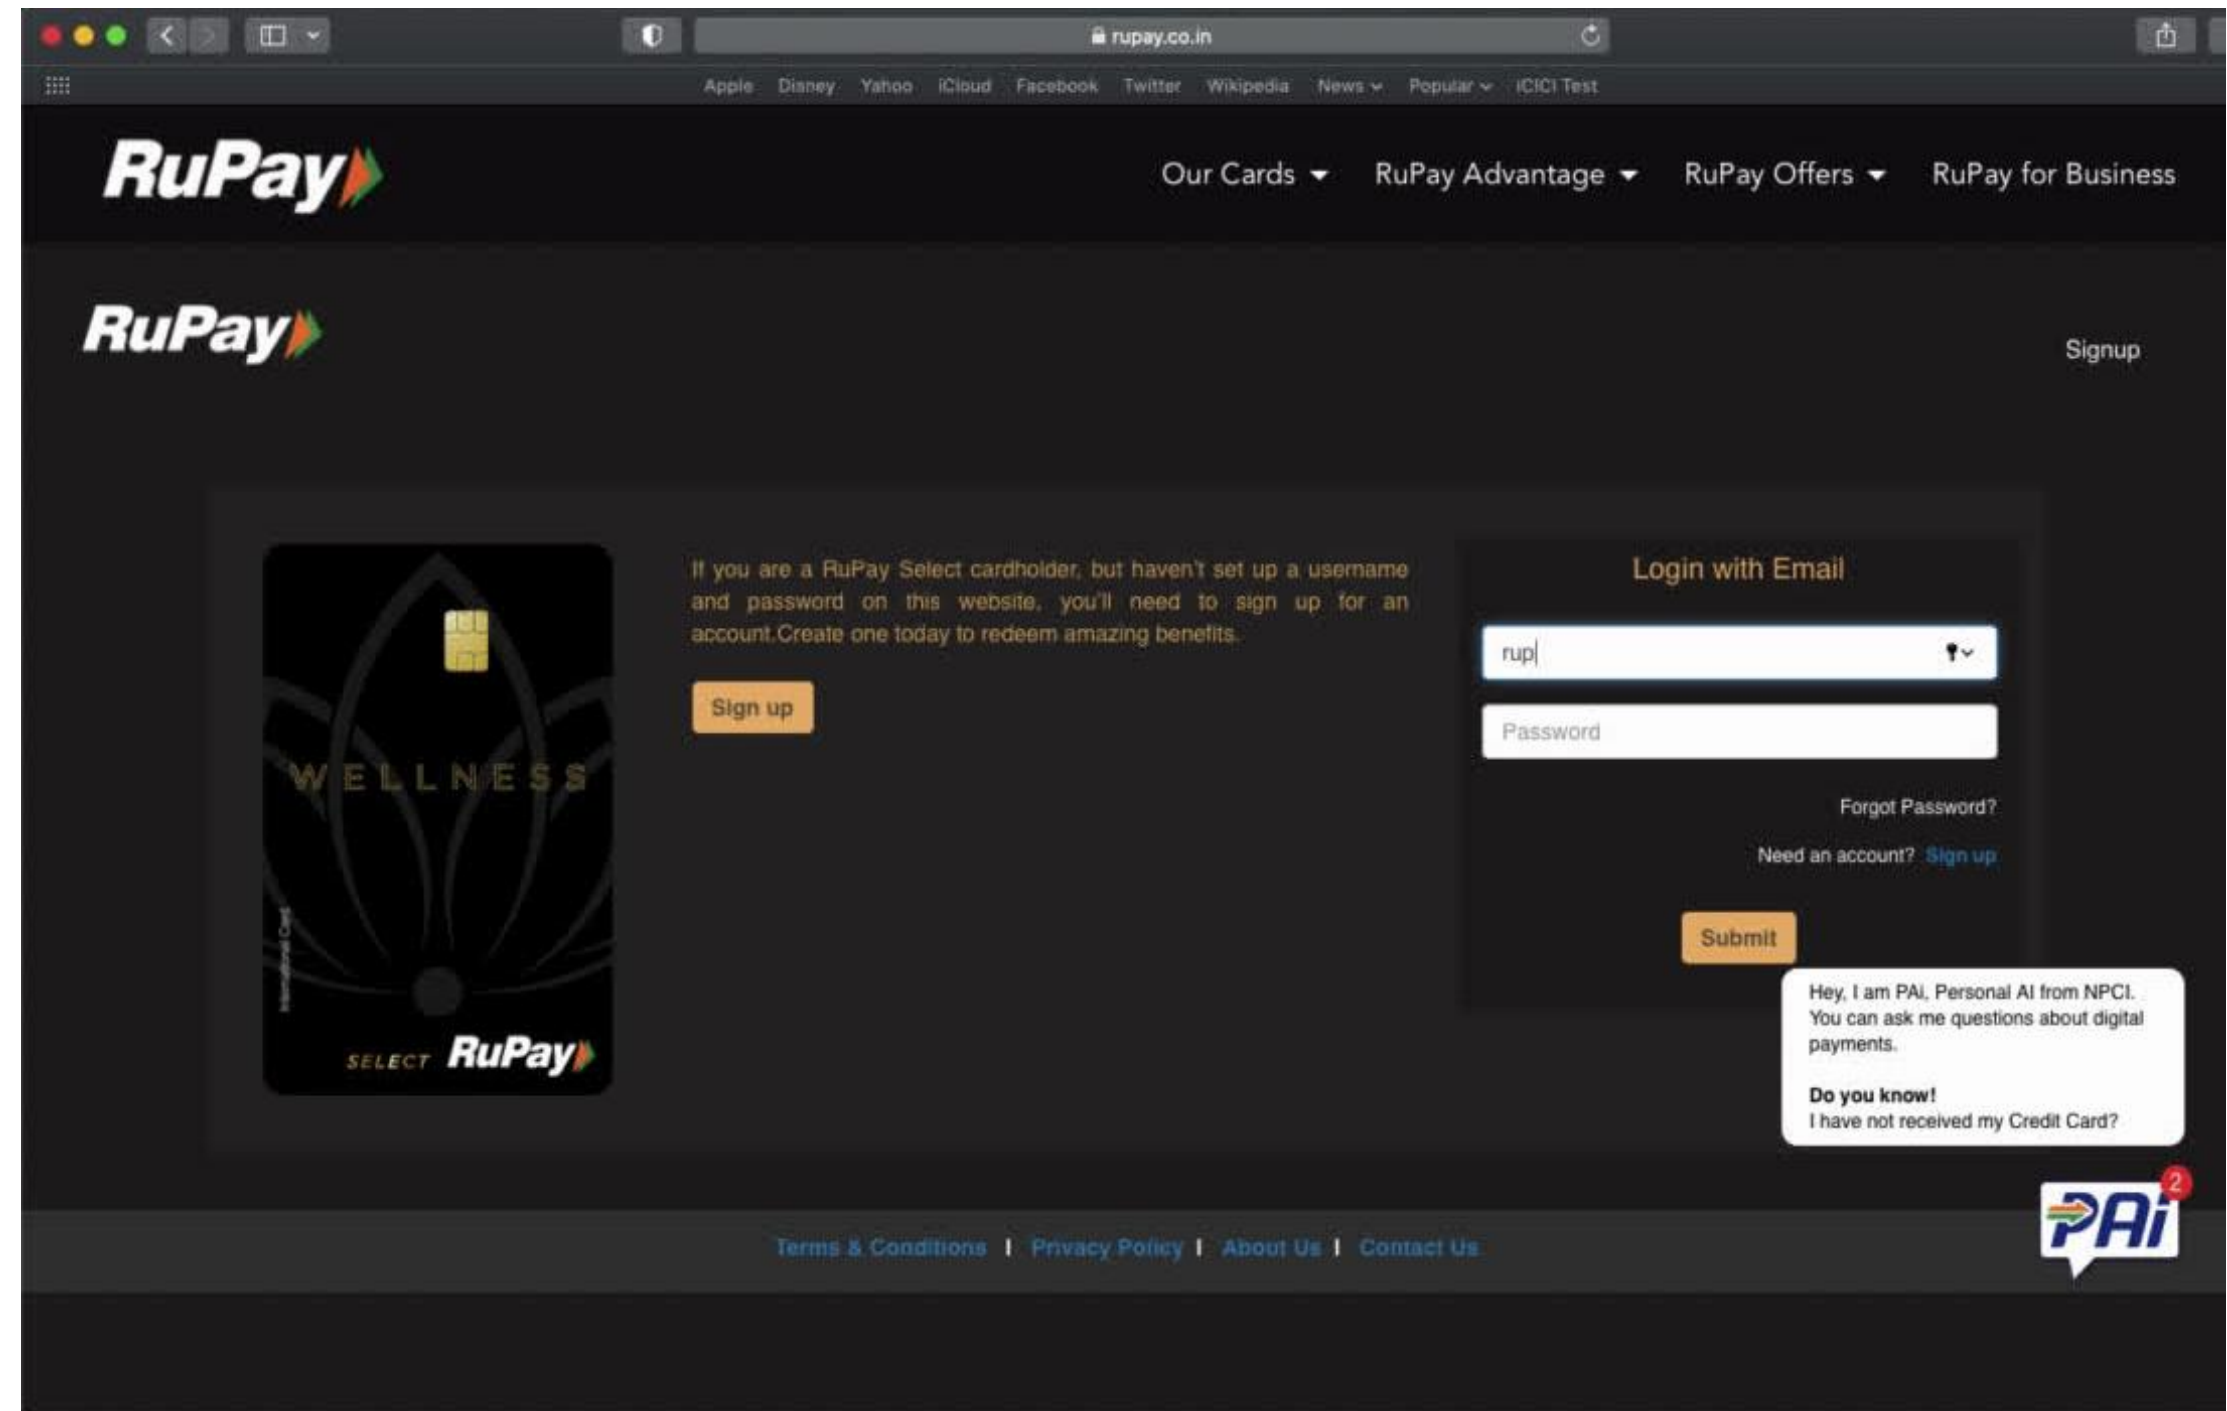 rupay.co.in
Apple Disney Yahoo iCloud Facebook Twitter Wikipedia News Popular ICICI Test
RuPay
Our Cards RuPay Advantage RuPay Offers RuPay for Business
RuPay
Signup
If you are a RuPay Select cardholder, but haven't set up a username
and password on this website, you'll need to sign up for an
account.Create one today to redeem amazing benefits.
Sign up
WELLNESS
International Card
SELECT RuPay
Login with Email
rup
Password
Forgot Password?
Need an account? Sign up
Submit
Hey, I am PAi, Personal AI from NPCI.
You can ask me questions about digital
payments.
Do you know!
I have not received my Credit Card?
PAi
2
Terms & Conditions I Privacy Policy I About Us I Contact Us